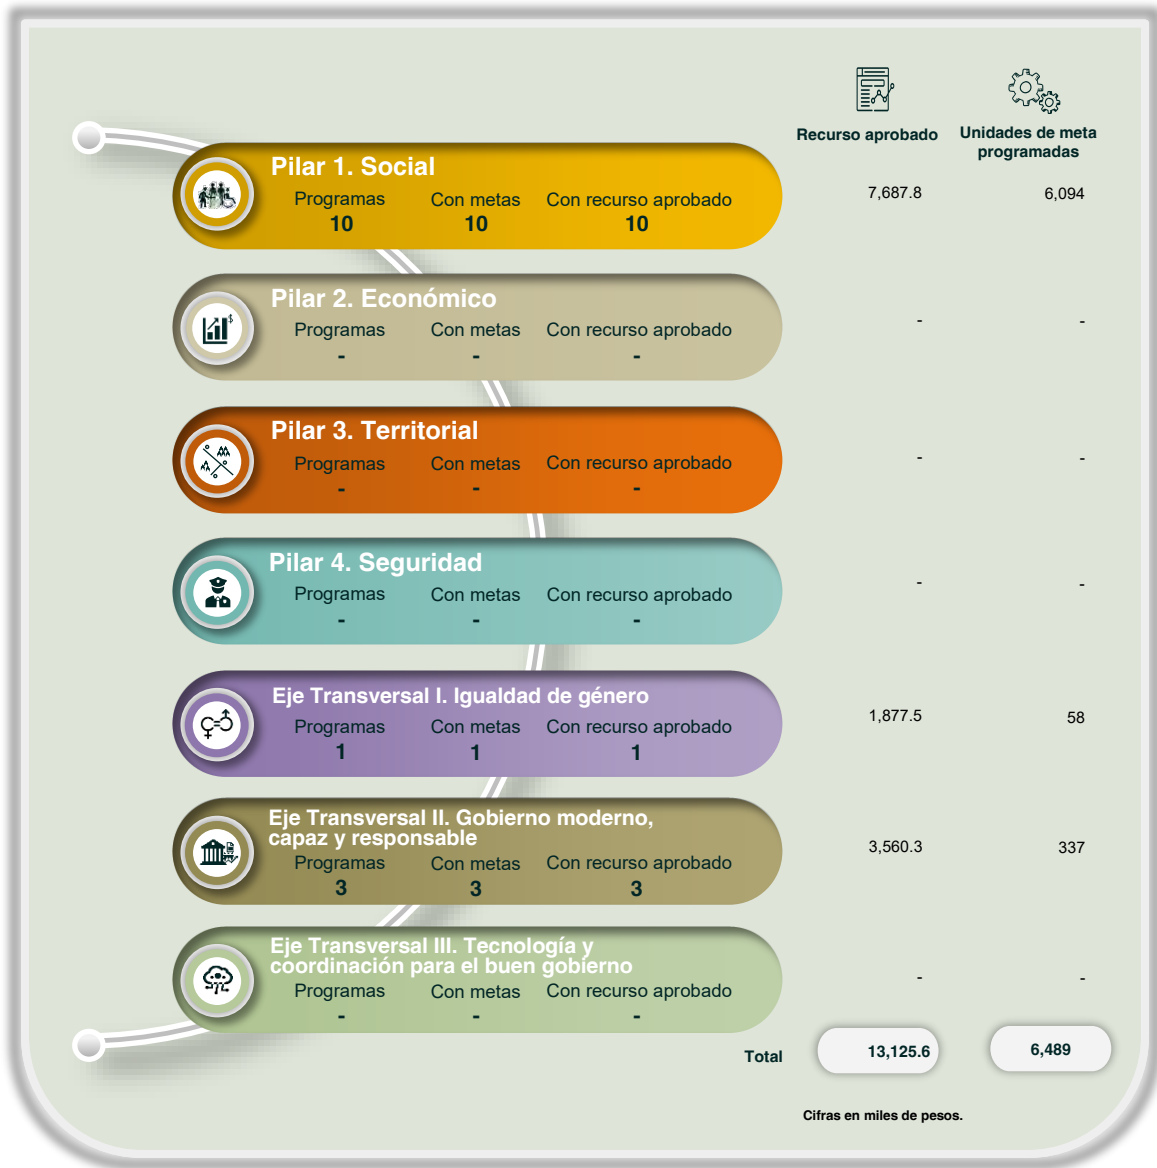 Recurso aprobado
Unidades de meta
programadas
Pilar 1. Social
Programas Con metas Con recurso aprobado
10 10 10
7,687.8 6,094
Pilar 2. Económico
Programas Con metas Con recurso aprobado
- - -
- -
Pilar 3. Territorial
Programas Con metas Con recurso aprobado
- - -
- -
Pilar 4. Seguridad
Programas Con metas Con recurso aprobado
- - -
- -
Eje Transversal I. Igualdad de género
Programas Con metas Con recurso aprobado
1 1 1
1,877.5 58
Eje Transversal II. Gobierno moderno,
capaz y responsable
Programas Con metas Con recurso aprobado
3 3 3
3,560.3 337
Eje Transversal III. Tecnología y
coordinación para el buen gobierno
Programas Con metas Con recurso aprobado
- - -
- -
Total 13,125.6 6,489
Cifras en miles de pesos.